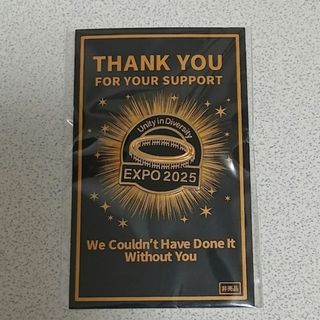 THANK YOU
FOR YOUR SUPPORT
Unity in Diversity
EXPO 2025
We Couldn't Have Done It
Without You
非売品